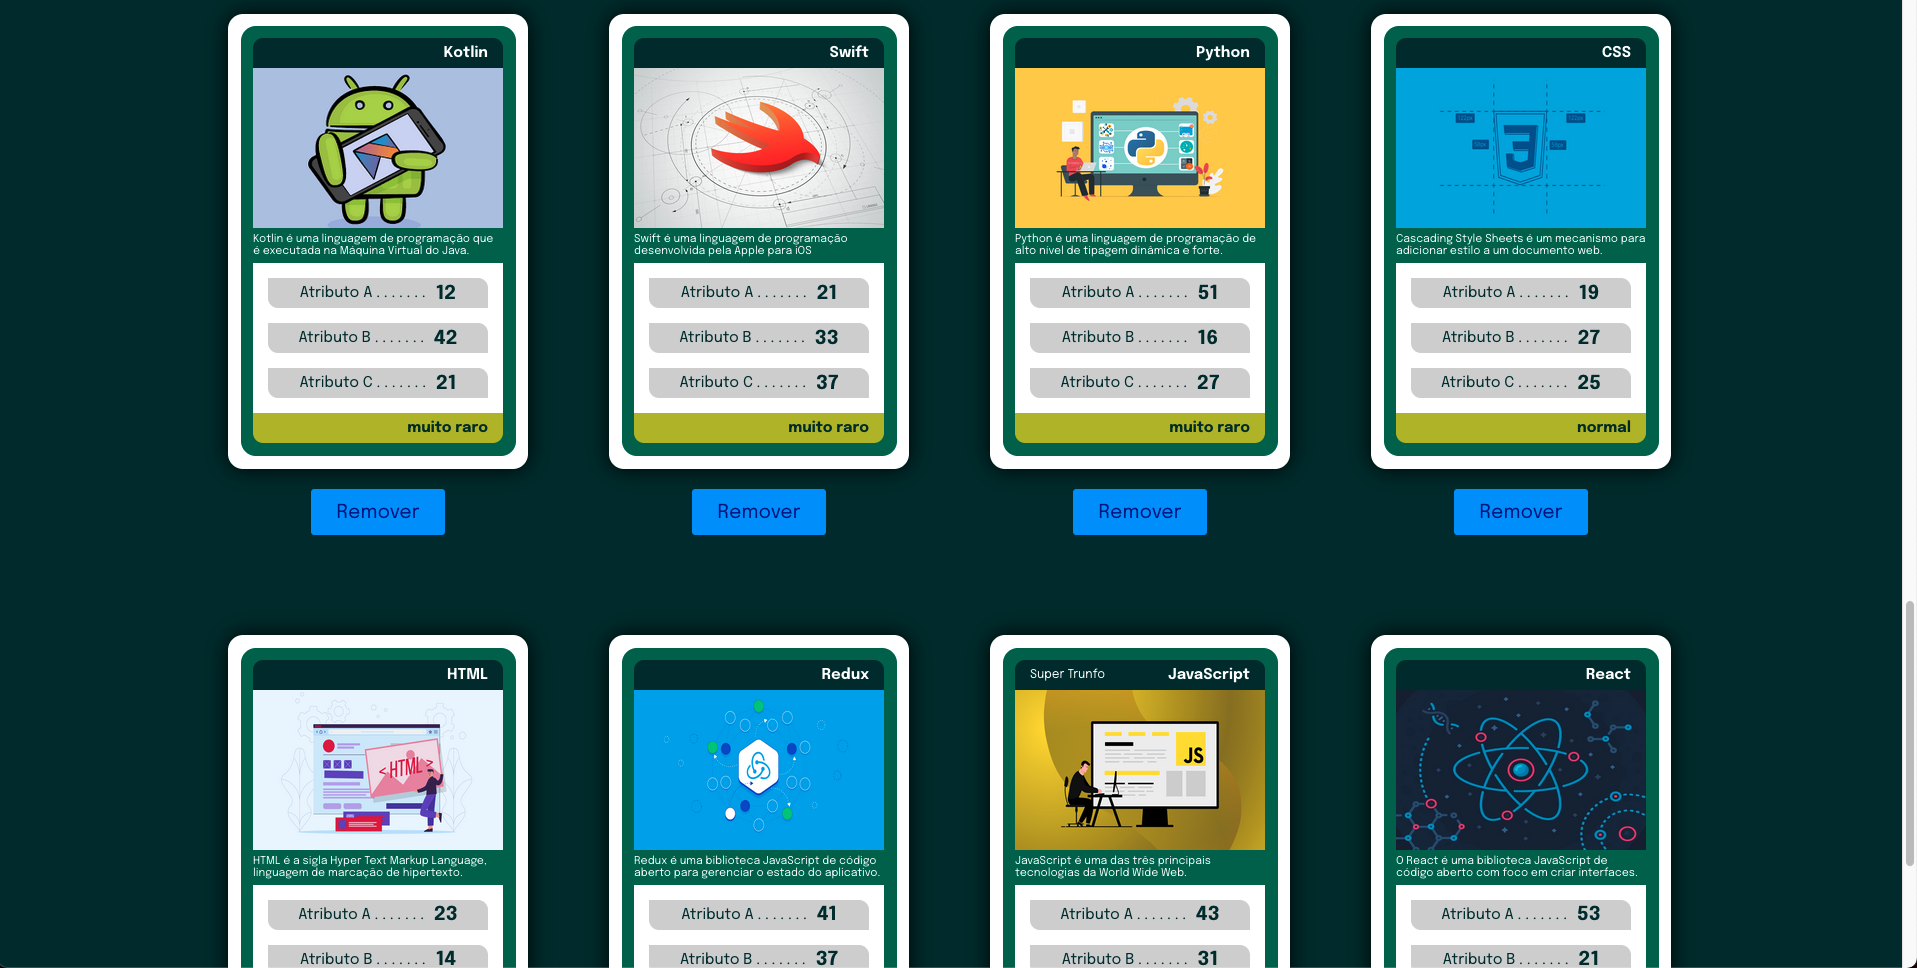 Kotlin
Kotlin é uma linguagem de programação que
é executada na Máquina Virtual do Java.
Atributo A . . . . . . . 12
Atributo B . . . . . . . 42
Atributo C . . . . . . . 21
muito raro
Remover
Swift
Swift é uma linguagem de programação
desenvolvida pela Apple para iOS
Atributo A . . . . . . . 21
Atributo B . . . . . . . 33
Atributo C . . . . . . . 37
muito raro
Remover
Python
Python é uma linguagem de programação de
alto nível de tipagem dinâmica e forte.
Atributo A . . . . . . . 51
Atributo B . . . . . . . 16
Atributo C . . . . . . . 27
muito raro
Remover
CSS
3
Cascading Style Sheets é um mecanismo para
adicionar estilo a um documento web.
Atributo A . . . . . . . 19
Atributo B . . . . . . . 27
Atributo C . . . . . . . 25
normal
Remover
HTML
<HTML>
HTML é a sigla Hyper Text Markup Language,
linguagem de marcação de hipertexto.
Atributo A . . . . . . . 23
Atributo B . . . . . . . 14
Redux
Redux é uma biblioteca JavaScript de código
aberto para gerenciar o estado do aplicativo.
Atributo A . . . . . . . 41
Atributo B . . . . . . . 37
Super Trunfo JavaScript
JS
JavaScript é uma das três principais
tecnologias da World Wide Web.
Atributo A . . . . . . . 43
Atributo B . . . . . . . 31
React
O React é uma biblioteca JavaScript de
código aberto com foco em criar interfaces.
Atributo A . . . . . . . 53
Atributo B . . . . . . . 21